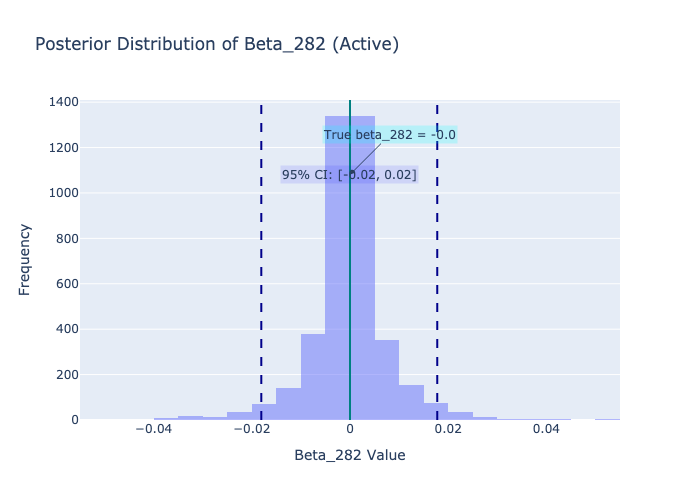 Posterior Distribution of Beta_282 (Active)
1400
1200
1000
800
600
400
200
0
Frequency
True beta_282 = -0.0
95% CI: [-0.02, 0.02]
−0.04
−0.02
0
0.02
0.04
Beta_282 Value